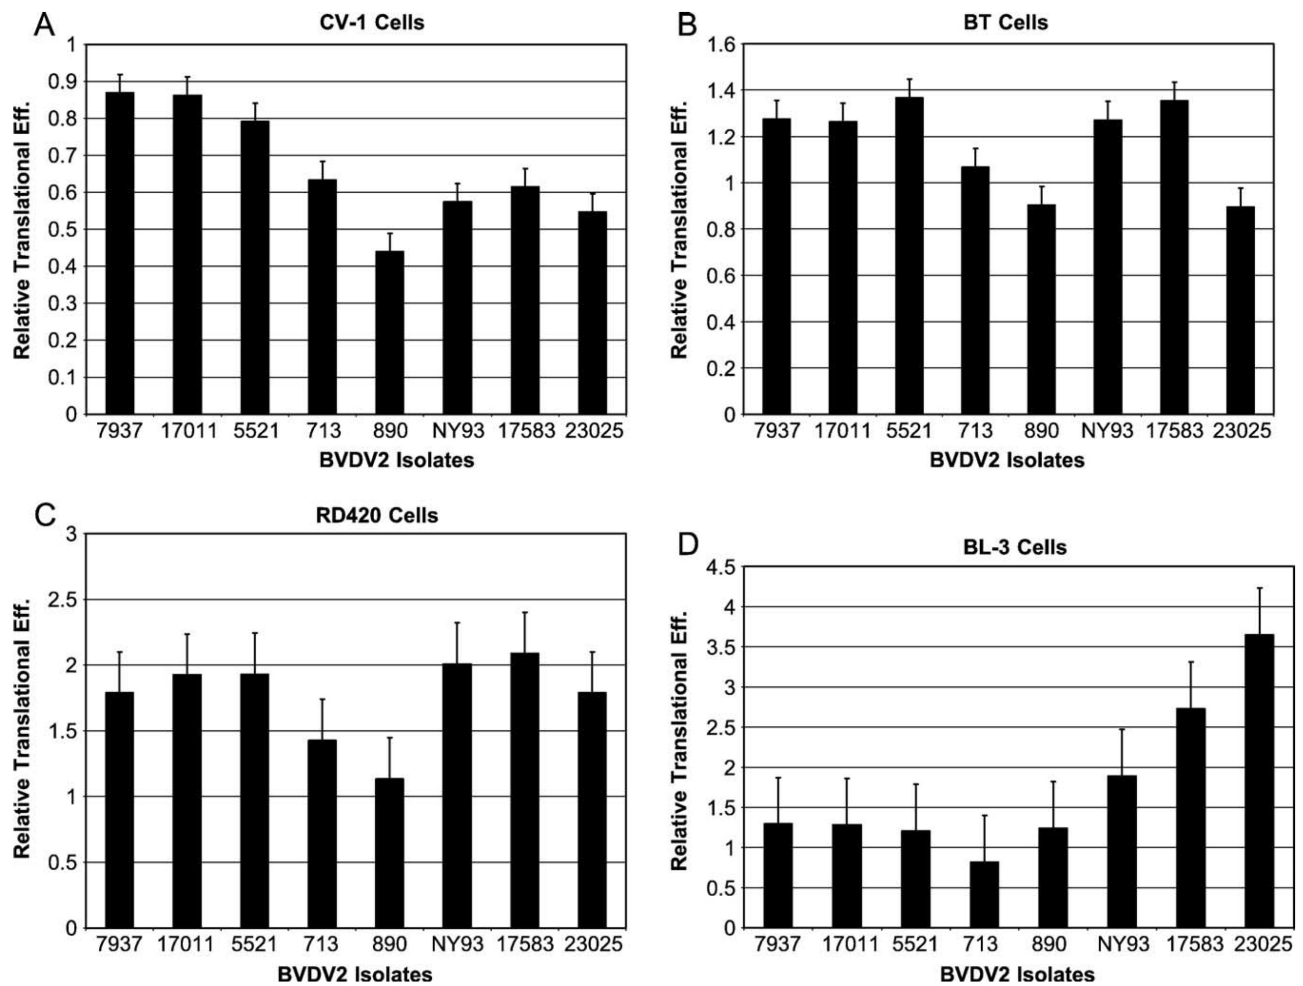 A
CV-1 Cells
Relative Translational Eff.
1
0.9
0.8
0.7
0.6
0.5
0.4
0.3
0.2
0.1
0
7937 17011 5521 713 890 NY93 17583 23025
BVDV2 Isolates
B
BT Cells
Relative Translational Eff.
1.6
1.4
1.2
1
0.8
0.6
0.4
0.2
0
7937 17011 5521 713 890 NY93 17583 23025
BVDV2 Isolates
C
RD420 Cells
Relative Translational Eff.
3
2.5
2
1.5
1
0.5
0
7937 17011 5521 713 890 NY93 17583 23025
BVDV2 Isolates
D
BL-3 Cells
Relative Translational Eff.
4.5
4
3.5
3
2.5
2
1.5
1
0.5
0
7937 17011 5521 713 890 NY93 17583 23025
BVDV2 Isolates